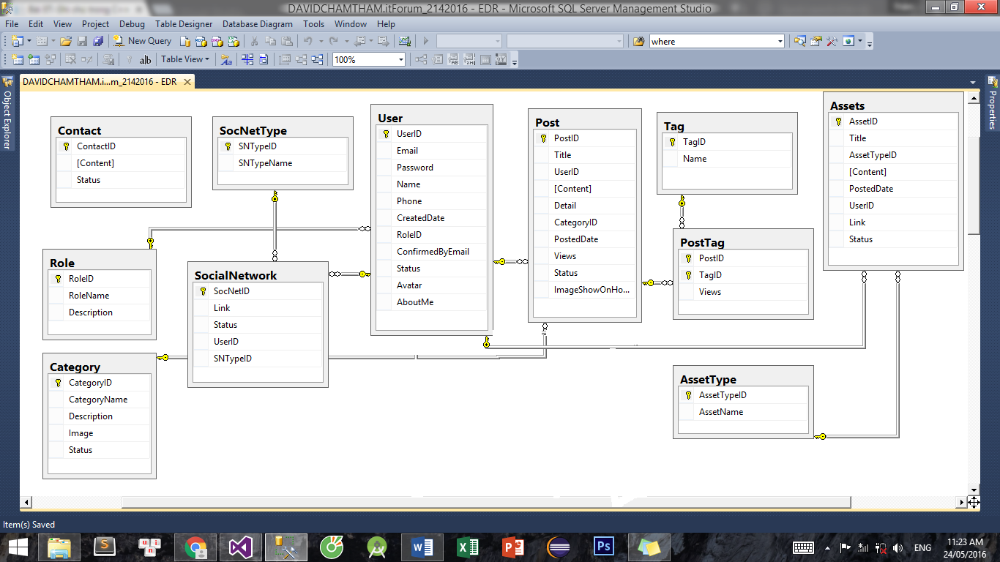 DAVIDCHAMTHAM.itForum_2142016 - EDR - Microsoft SQL Server Management Studio
File Edit View Project Debug Table Designer Database Diagram Tools Window Help
New Query
where
Table View
100%
DAVIDCHAMTHAM.i...m_2142016 - EDR
Object Explorer
Properties
Contact
ContactID
[Content]
Status
SocNetType
SNTypeID
SNTypeName
User
UserID
Email
Password
Name
Phone
CreatedDate
RoleID
ConfirmedByEmail
Status
Avatar
AboutMe
Post
PostID
Title
UserID
[Content]
Detail
CategoryID
PostedDate
Views
Status
ImageShowOnHo...
Tag
TagID
Name
Assets
AssetID
Title
AssetTypeID
[Content]
PostedDate
UserID
Link
Status
Role
RoleID
RoleName
Description
SocialNetwork
SocNetID
Link
Status
UserID
SNTypeID
PostTag
PostID
TagID
Views
Category
CategoryID
CategoryName
Description
Image
Status
AssetType
AssetTypeID
AssetName
Item(s) Saved
ENG
11:23 AM
24/05/2016